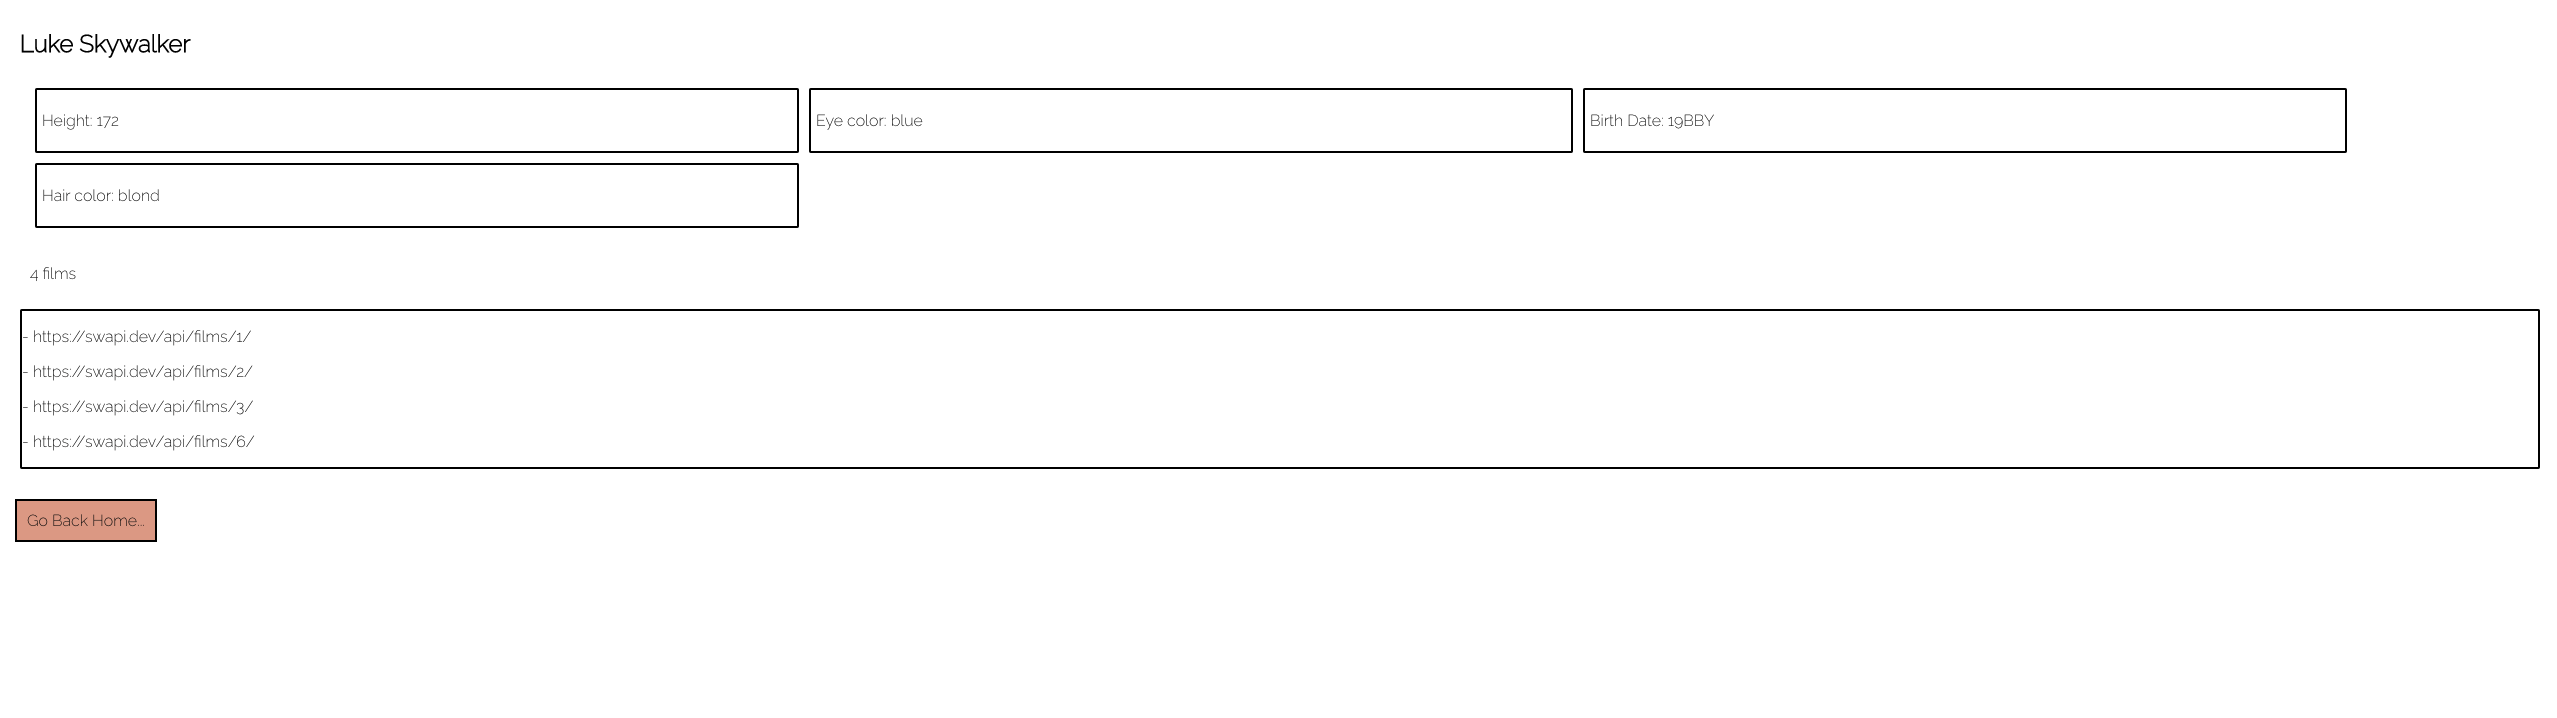 Luke Skywalker
Height: 172
Eye color: blue
Birth Date: 19BBY
Hair color: blond
4 films
- https://swapi.dev/api/films/1/
- https://swapi.dev/api/films/2/
- https://swapi.dev/api/films/3/
- https://swapi.dev/api/films/6/
Go Back Home...